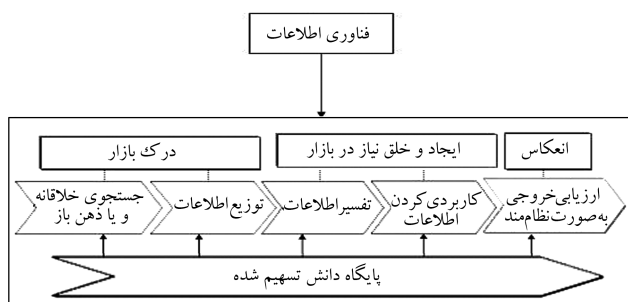 فناوری اطلاعات
درک بازار
ایجاد و خلق نیاز در بازار
انعکاس
جستجوی خلاقانه
و یا ذهن باز
توزیع اطلاعات
تفسیر اطلاعات
کاربردی کردن
اطلاعات
ارزیابی خروجی
به صورت نظام‌مند
پایگاه دانش تسهیم شده